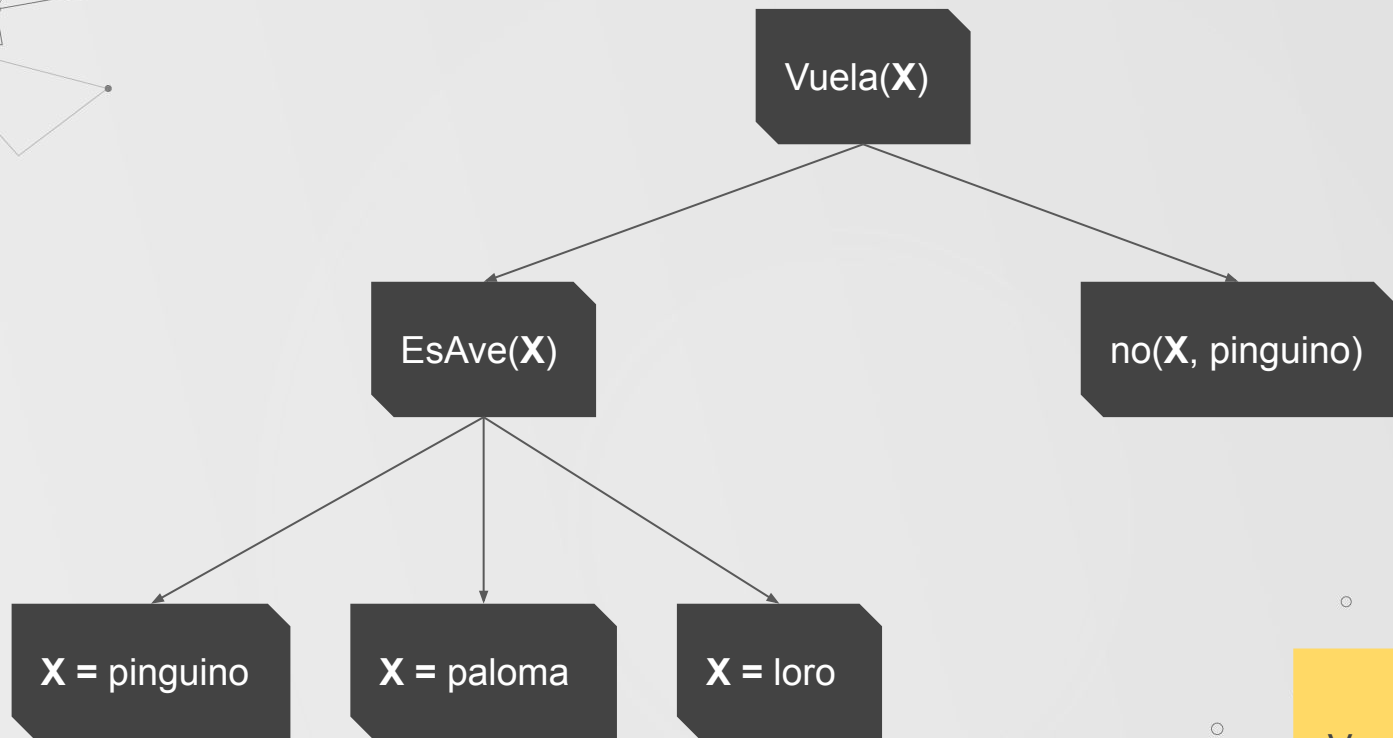 Vuela(X)
EsAve(X)
no(X, pinguino)
X = pinguino
X = paloma
X = loro